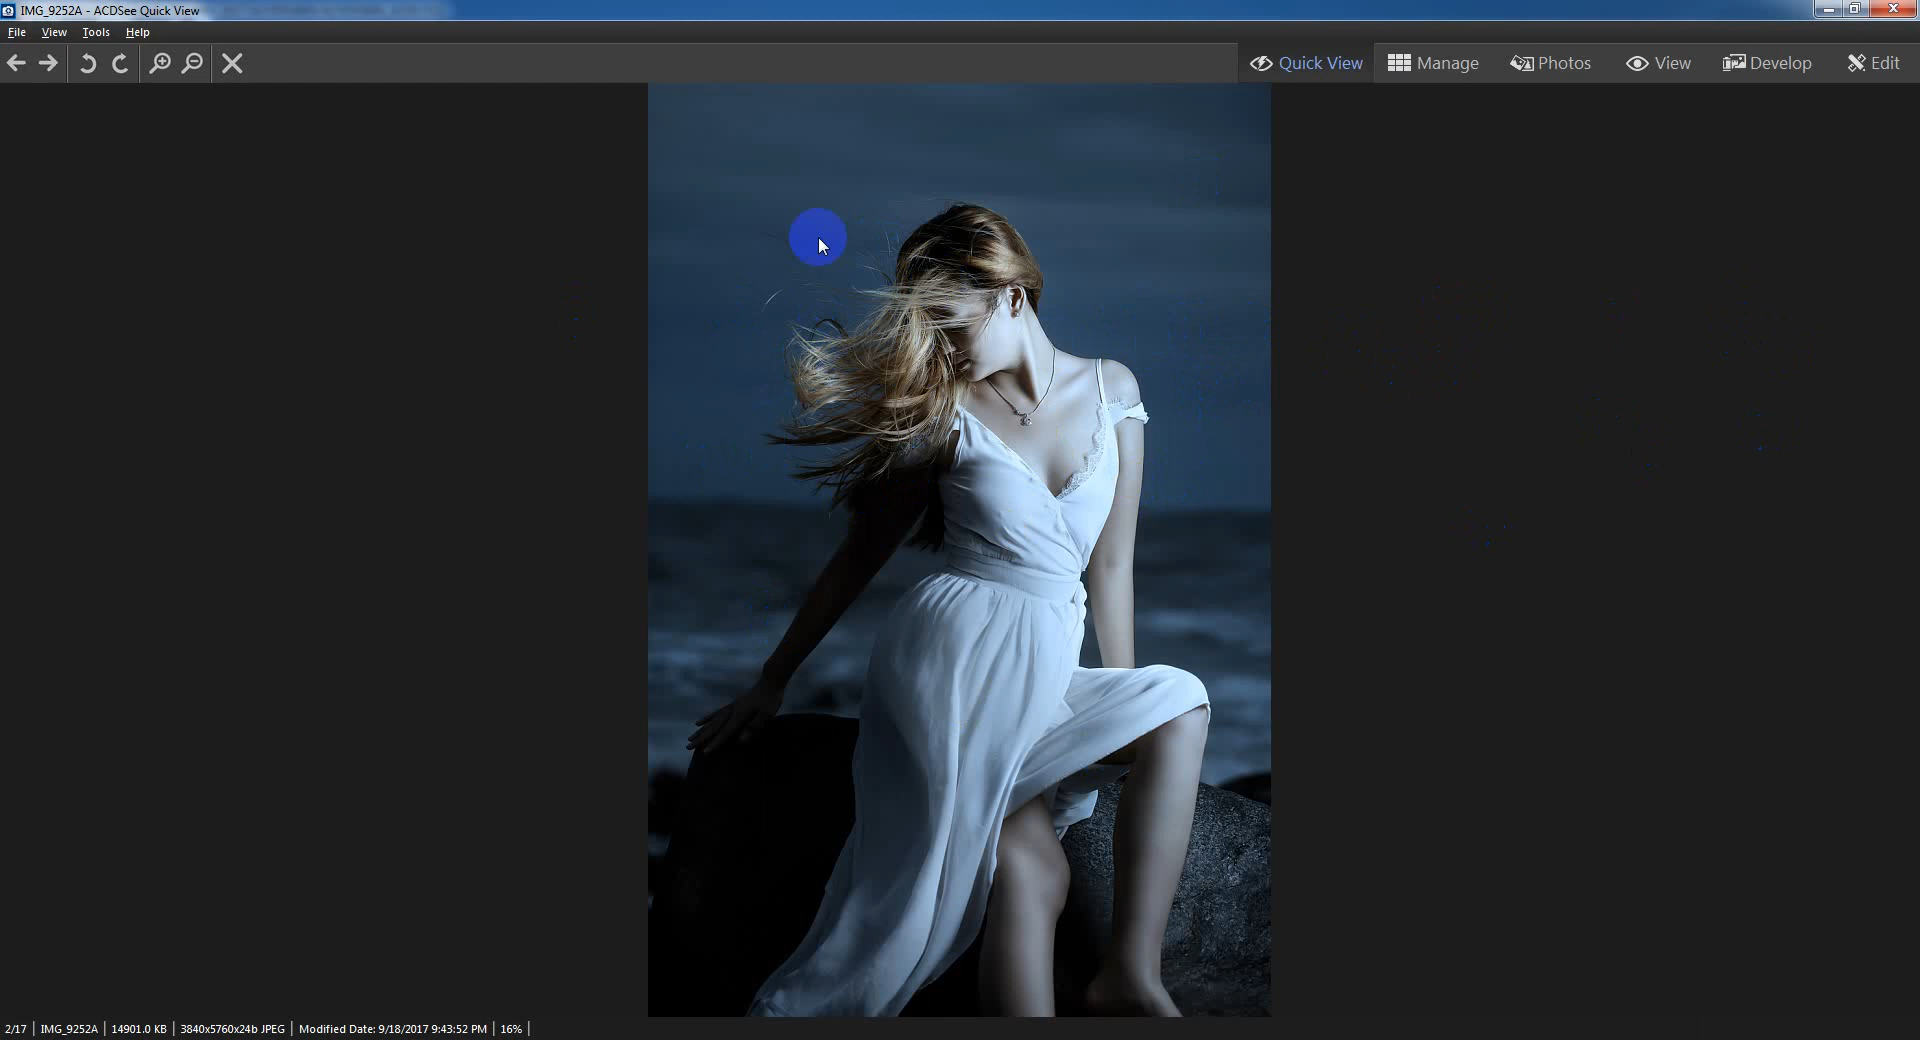 IMG_9252A - ACDSee Quick View
File View Tools Help
Quick View Manage Photos View Develop Edit
2/17 | IMG_9252A | 14901.0 KB | 3840x5760x24b JPEG | Modified Date: 9/18/2017 9:43:52 PM | 16% |